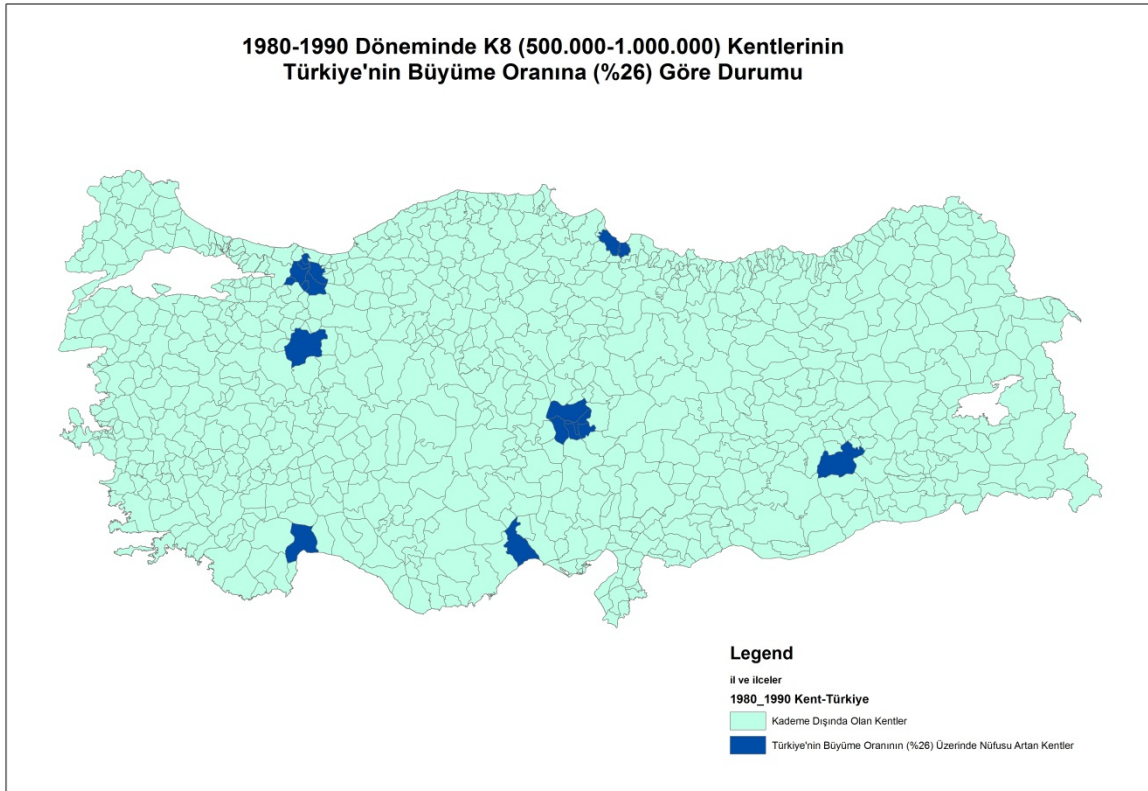 1980-1990 Döneminde K8 (500.000-1.000.000) Kentlerinin
Türkiye'nin Büyüme Oranına (%26) Göre Durumu
Legend
il ve ilceler
1980_1990 Kent-Türkiye
Kademe Dışında Olan Kentler
Türkiye'nin Büyüme Oranının (%26) Üzerinde Nüfusu Artan Kentler